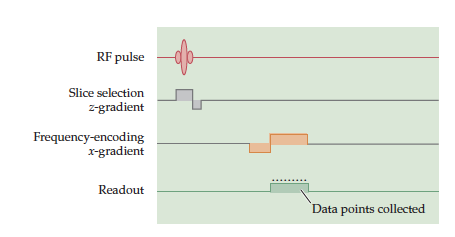 RF pulse
Slice selection
z-gradient
Frequency-encoding
x-gradient
Readout
Data points collected